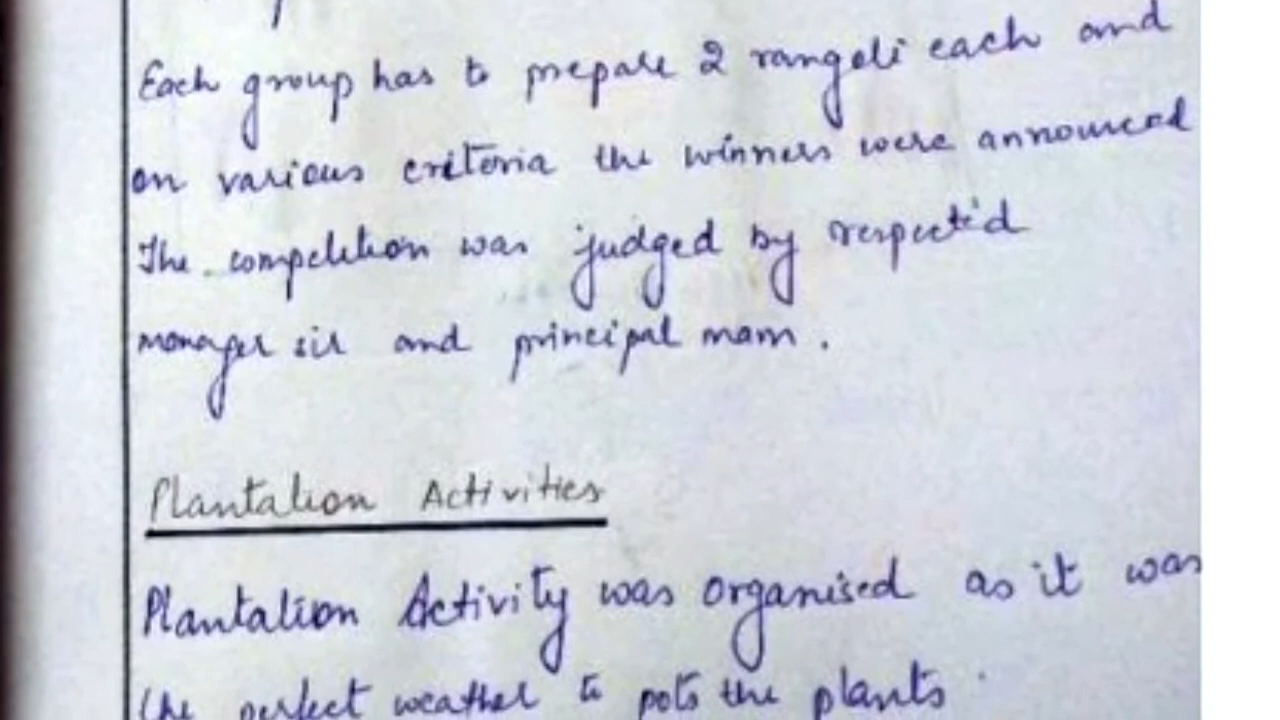 Each group has to prepare 2 rangoli each and
on various criteria the winners were announced
The competition was judged by respected
manager sir and principal mam.
Plantation Activities
Plantation Activity was organised as it was
the perfect weather to pots the plants